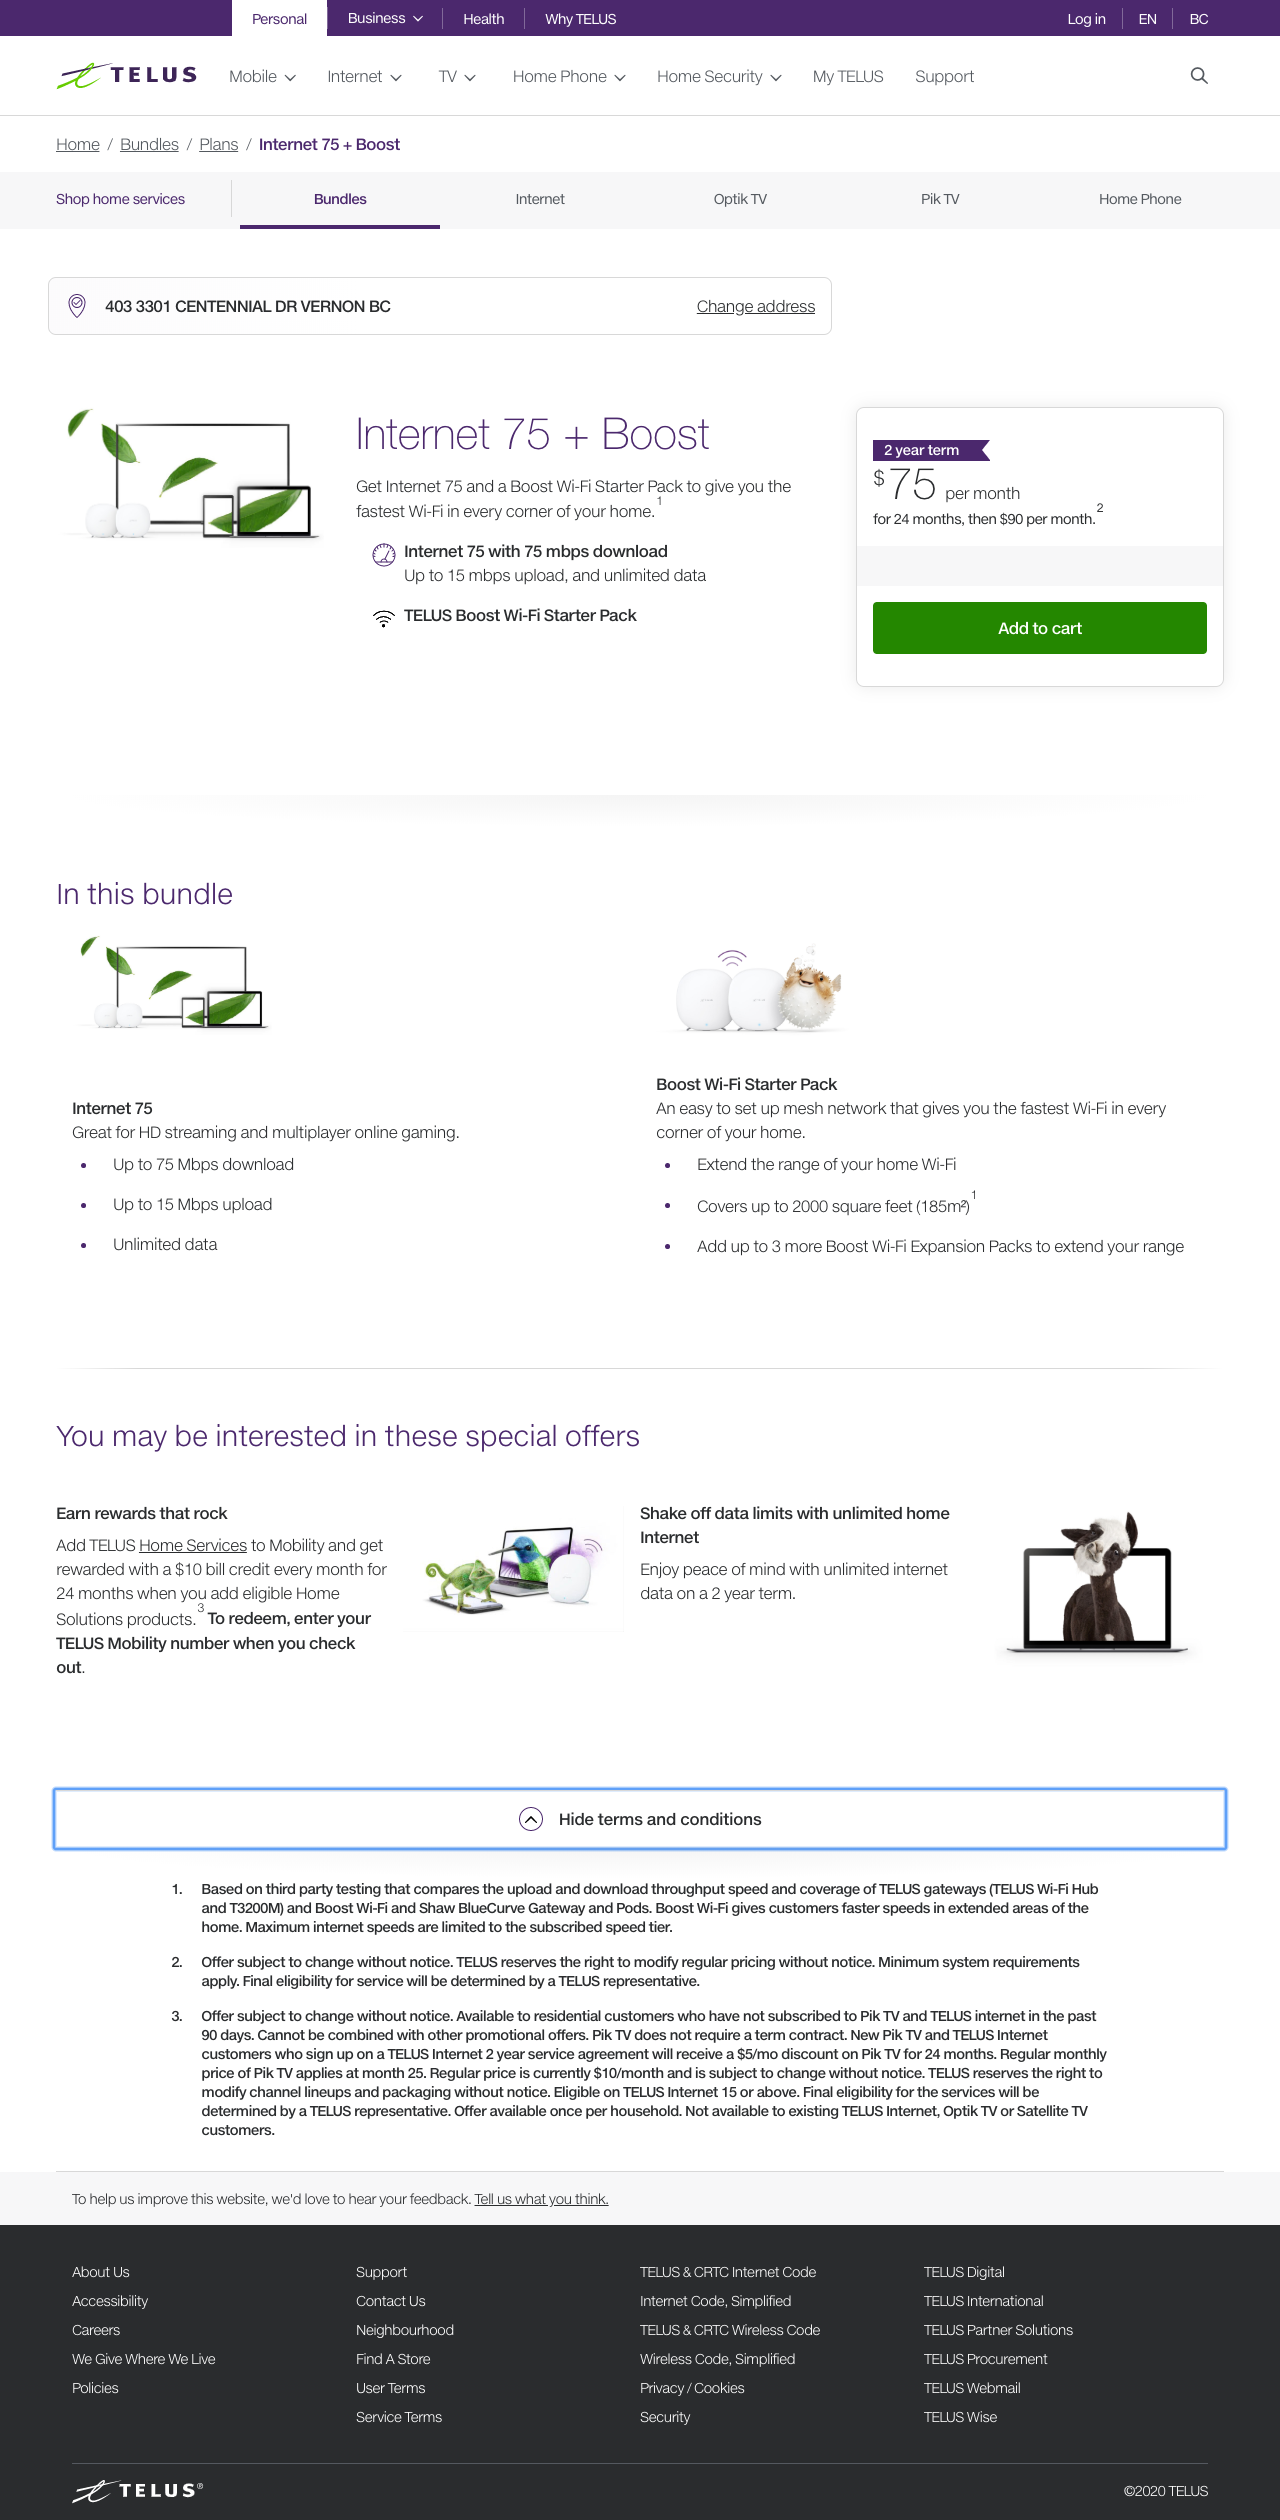 Personal Business Health Why TELUS Log in EN BC
TELUS Mobile Internet TV Home Phone Home Security My TELUS Support
Home / Bundles / Plans / Internet 75 + Boost
Shop home services Bundles Internet Optik TV Pik TV Home Phone
403 3301 CENTENNIAL DR VERNON BC Change address
Internet 75 + Boost
Get Internet 75 and a Boost Wi-Fi Starter Pack to give you the
fastest Wi-Fi in every corner of your home.1
Internet 75 with 75 mbps download
Up to 15 mbps upload, and unlimited data
TELUS Boost Wi-Fi Starter Pack
2 year term
$75 per month
for 24 months, then $90 per month.2
Add to cart
In this bundle
Internet 75
Great for HD streaming and multiplayer online gaming.
• Up to 75 Mbps download
• Up to 15 Mbps upload
• Unlimited data
Boost Wi-Fi Starter Pack
An easy to set up mesh network that gives you the fastest Wi-Fi in every
corner of your home.
• Extend the range of your home Wi-Fi
• Covers up to 2000 square feet (185m²)1
• Add up to 3 more Boost Wi-Fi Expansion Packs to extend your range
You may be interested in these special offers
Earn rewards that rock
Add TELUS Home Services to Mobility and get
rewarded with a $10 bill credit every month for
24 months when you add eligible Home
Solutions products.3 To redeem, enter your
TELUS Mobility number when you check
out.
Shake off data limits with unlimited home
Internet
Enjoy peace of mind with unlimited internet
data on a 2 year term.
Hide terms and conditions
1. Based on third party testing that compares the upload and download throughput speed and coverage of TELUS gateways (TELUS Wi-Fi Hub
and T3200M) and Boost Wi-Fi and Shaw BlueCurve Gateway and Pods. Boost Wi-Fi gives customers faster speeds in extended areas of the
home. Maximum internet speeds are limited to the subscribed speed tier.
2. Offer subject to change without notice. TELUS reserves the right to modify regular pricing without notice. Minimum system requirements
apply. Final eligibility for service will be determined by a TELUS representative.
3. Offer subject to change without notice. Available to residential customers who have not subscribed to Pik TV and TELUS internet in the past
90 days. Cannot be combined with other promotional offers. Pik TV does not require a term contract. New Pik TV and TELUS Internet
customers who sign up on a TELUS Internet 2 year service agreement will receive a $5/mo discount on Pik TV for 24 months. Regular monthly
price of Pik TV applies at month 25. Regular price is currently $10/month and is subject to change without notice. TELUS reserves the right to
modify channel lineups and packaging without notice. Eligible on TELUS Internet 15 or above. Final eligibility for the services will be
determined by a TELUS representative. Offer available once per household. Not available to existing TELUS Internet, Optik TV or Satellite TV
customers.
To help us improve this website, we'd love to hear your feedback. Tell us what you think.
About Us
Accessibility
Careers
We Give Where We Live
Policies
Support
Contact Us
Neighbourhood
Find A Store
User Terms
Service Terms
TELUS & CRTC Internet Code
Internet Code, Simplified
TELUS & CRTC Wireless Code
Wireless Code, Simplified
Privacy / Cookies
Security
TELUS Digital
TELUS International
TELUS Partner Solutions
TELUS Procurement
TELUS Webmail
TELUS Wise
TELUS® ©2020 TELUS